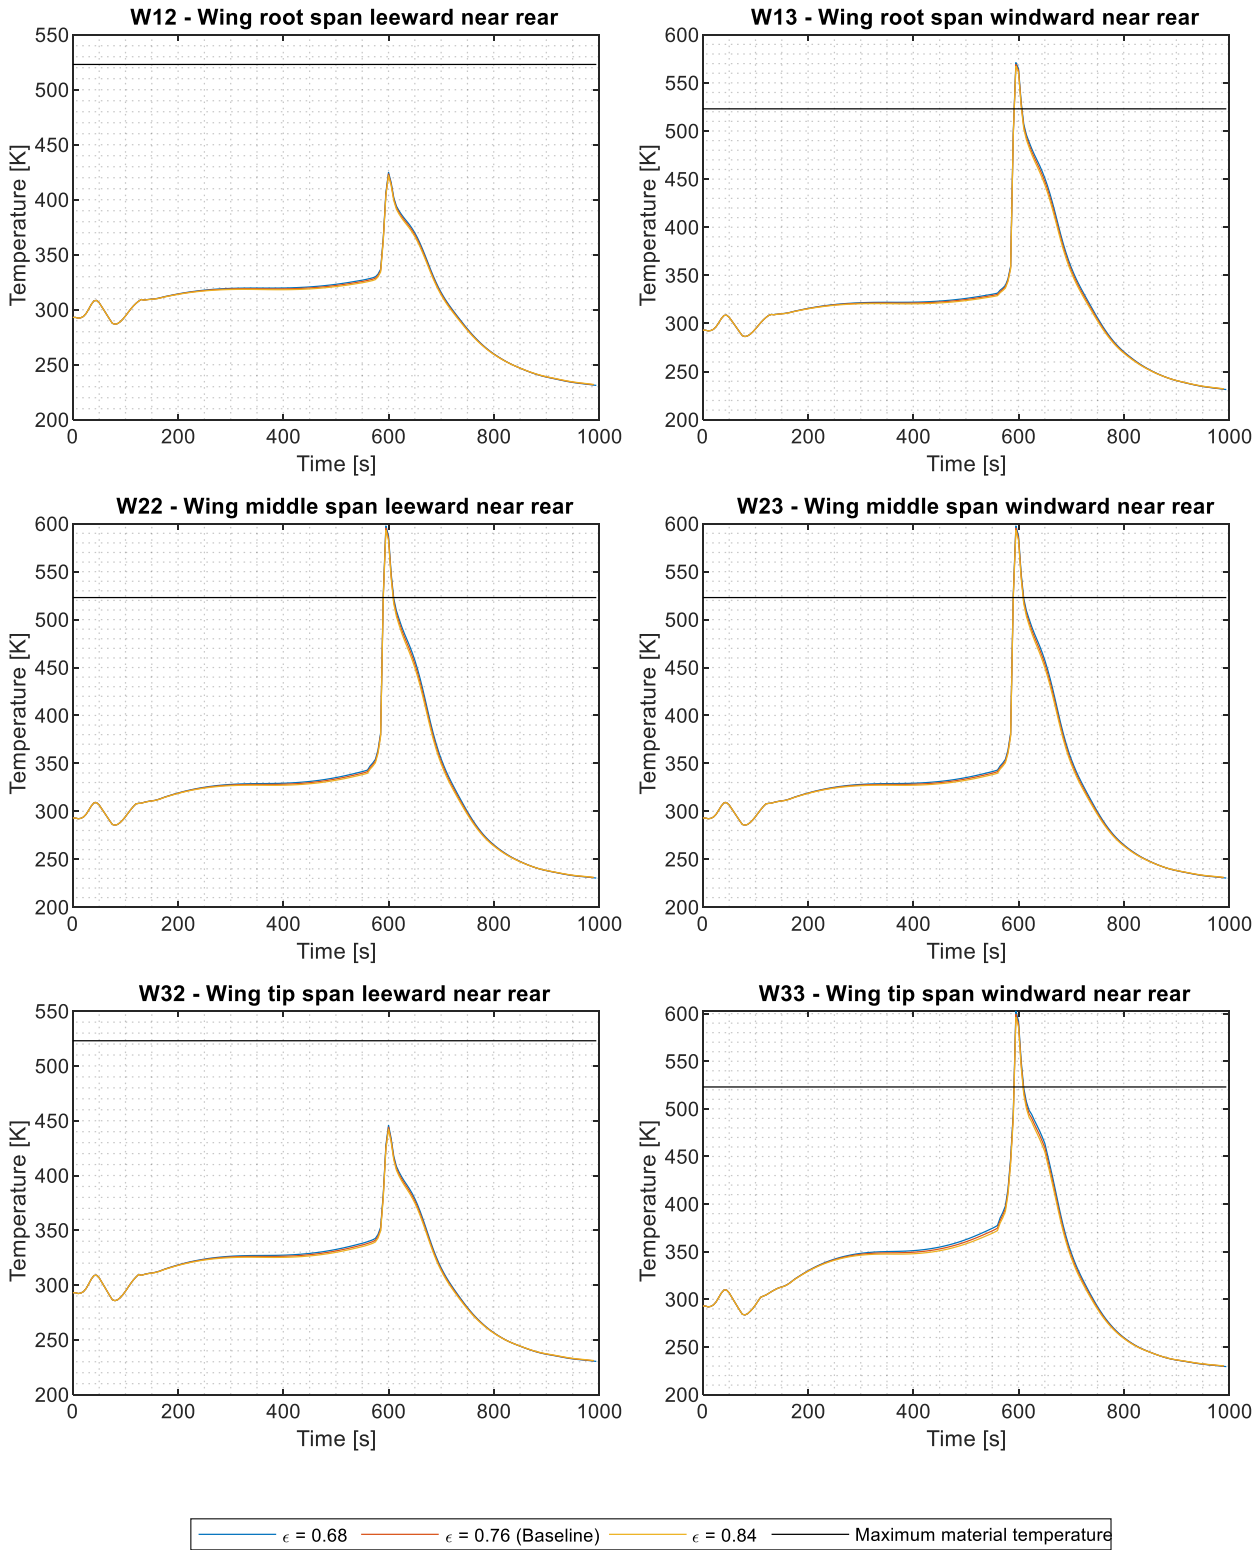 W12 - Wing root span leeward near rear
550
500
450
400
350
300
250
200
Temperature [K]
0 200 400 600 800 1000
Time [s]
W13 - Wing root span windward near rear
600
550
500
450
400
350
300
250
200
Temperature [K]
0 200 400 600 800 1000
Time [s]
W22 - Wing middle span leeward near rear
600
550
500
450
400
350
300
250
200
Temperature [K]
0 200 400 600 800 1000
Time [s]
W23 - Wing middle span windward near rear
600
550
500
450
400
350
300
250
200
Temperature [K]
0 200 400 600 800 1000
Time [s]
W32 - Wing tip span leeward near rear
550
500
450
400
350
300
250
200
Temperature [K]
0 200 400 600 800 1000
Time [s]
W33 - Wing tip span windward near rear
600
550
500
450
400
350
300
250
200
Temperature [K]
0 200 400 600 800 1000
Time [s]
ϵ = 0.68 ϵ = 0.76 (Baseline) ϵ = 0.84 Maximum material temperature